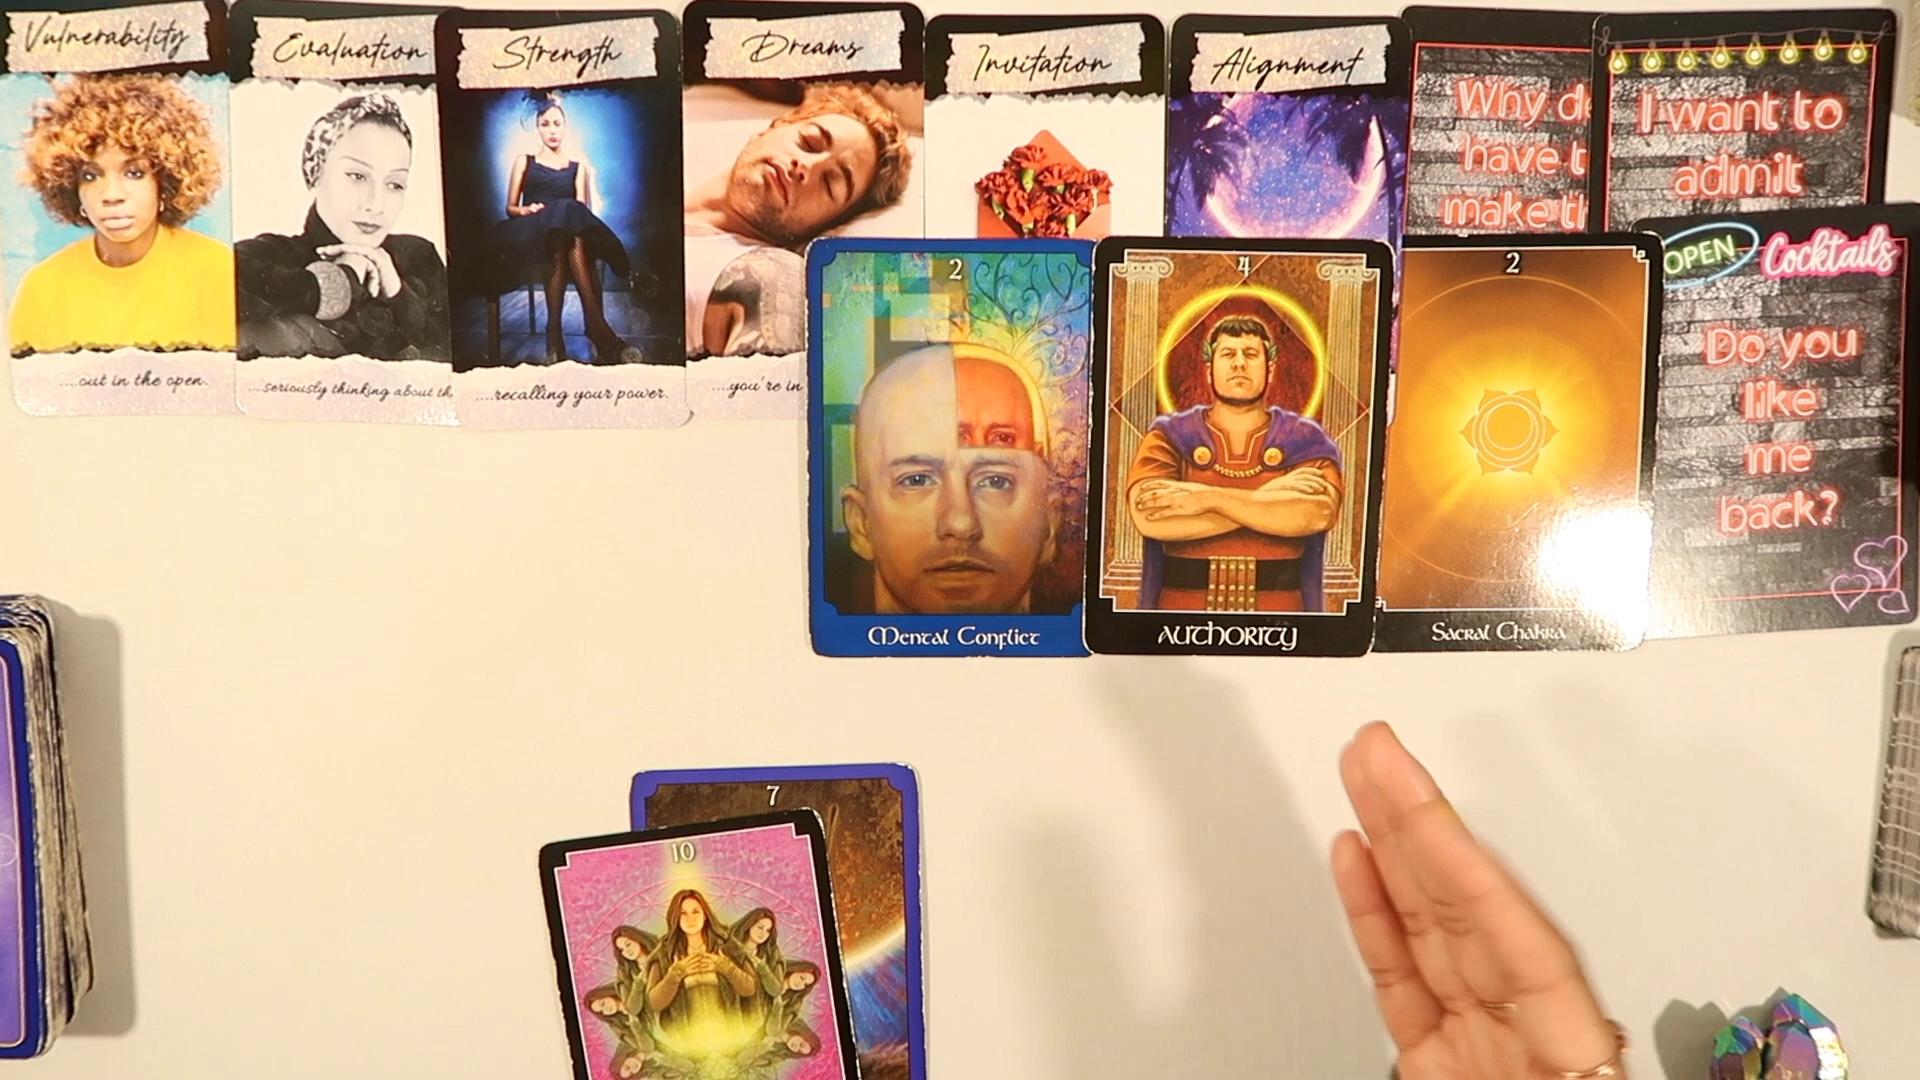 Vulnerability
....out in the open.
Evaluation
....seriously thinking about th
Strength
....recalling your power.
Dreams
....you're in
Invitation
Alignment
Why
have
make
I want to
admit
OPEN
Cocktails
Do you
like
me
back?
2
Mental Conflict
4
AUTHORITY
2
Sacral Chakra
7
10